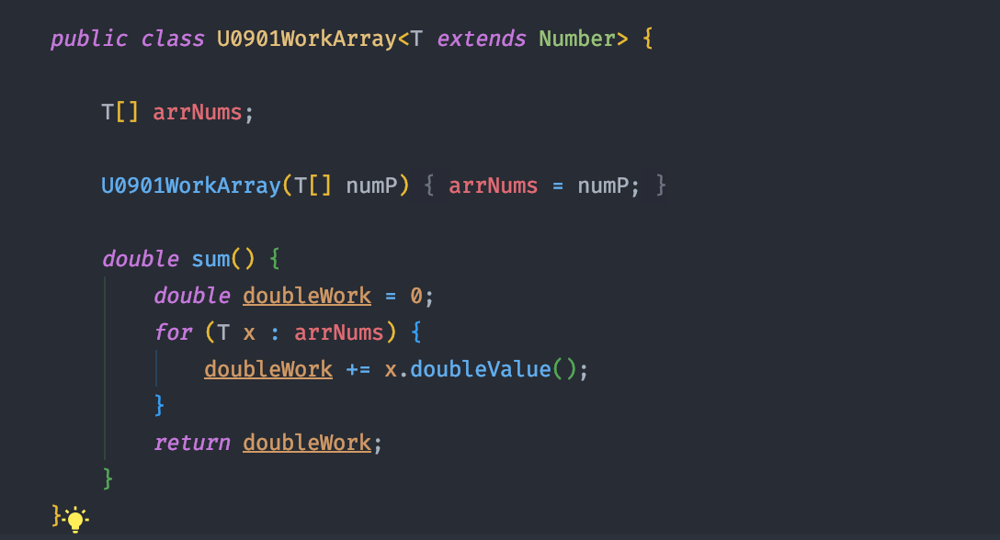 public class U0901WorkArray<T extends Number> {
T[] arrNums;
U0901WorkArray(T[] numP) { arrNums = numP; }
double sum() {
double doubleWork = 0;
for (T x : arrNums) {
doubleWork += x.doubleValue();
}
return doubleWork;
}
}